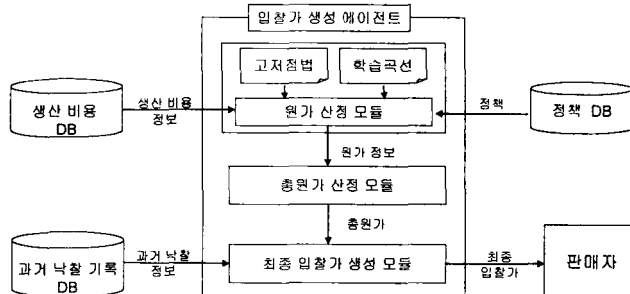 입찰가 생성 에이전트
고저점법
학습곡선
생산 비용
DB
생산 비용
정보
원가 산정 모듈
정책
정책 DB
원가 정보
총원가 산정 모듈
총원가
과거 낙찰 기록
DB
과거 낙찰
정보
최종 입찰가 생성 모듈
최종
입찰가
판매자